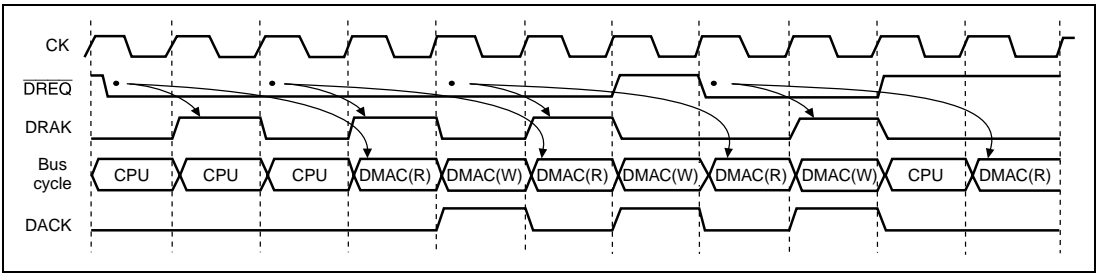 CK
DREQ
DRAK
Bus
cycle
CPU CPU CPU DMAC(R) DMAC(W) DMAC(R) DMAC(W) DMAC(R) DMAC(W) CPU DMAC(R)
DACK